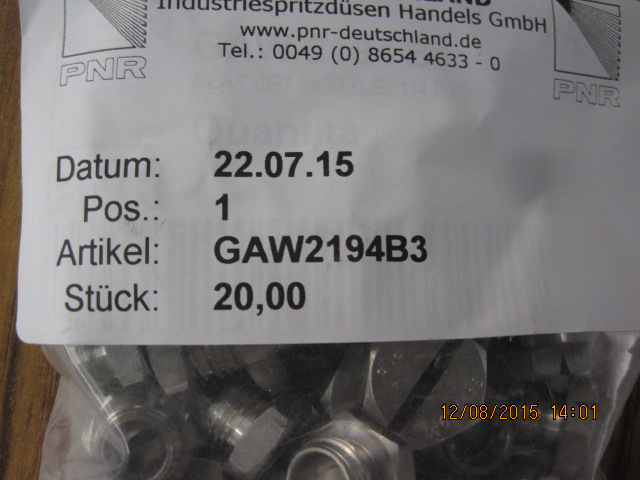 Industriespritzdüsen Handels GmbH
www.pnr-deutschland.de
Tel.: 0049 (0) 8654 4633 - 0
PNR
PNR
Quantita
Datum: 22.07.15
Pos.: 1
Artikel: GAW2194B3
Stück: 20,00
12/08/2015 14:01